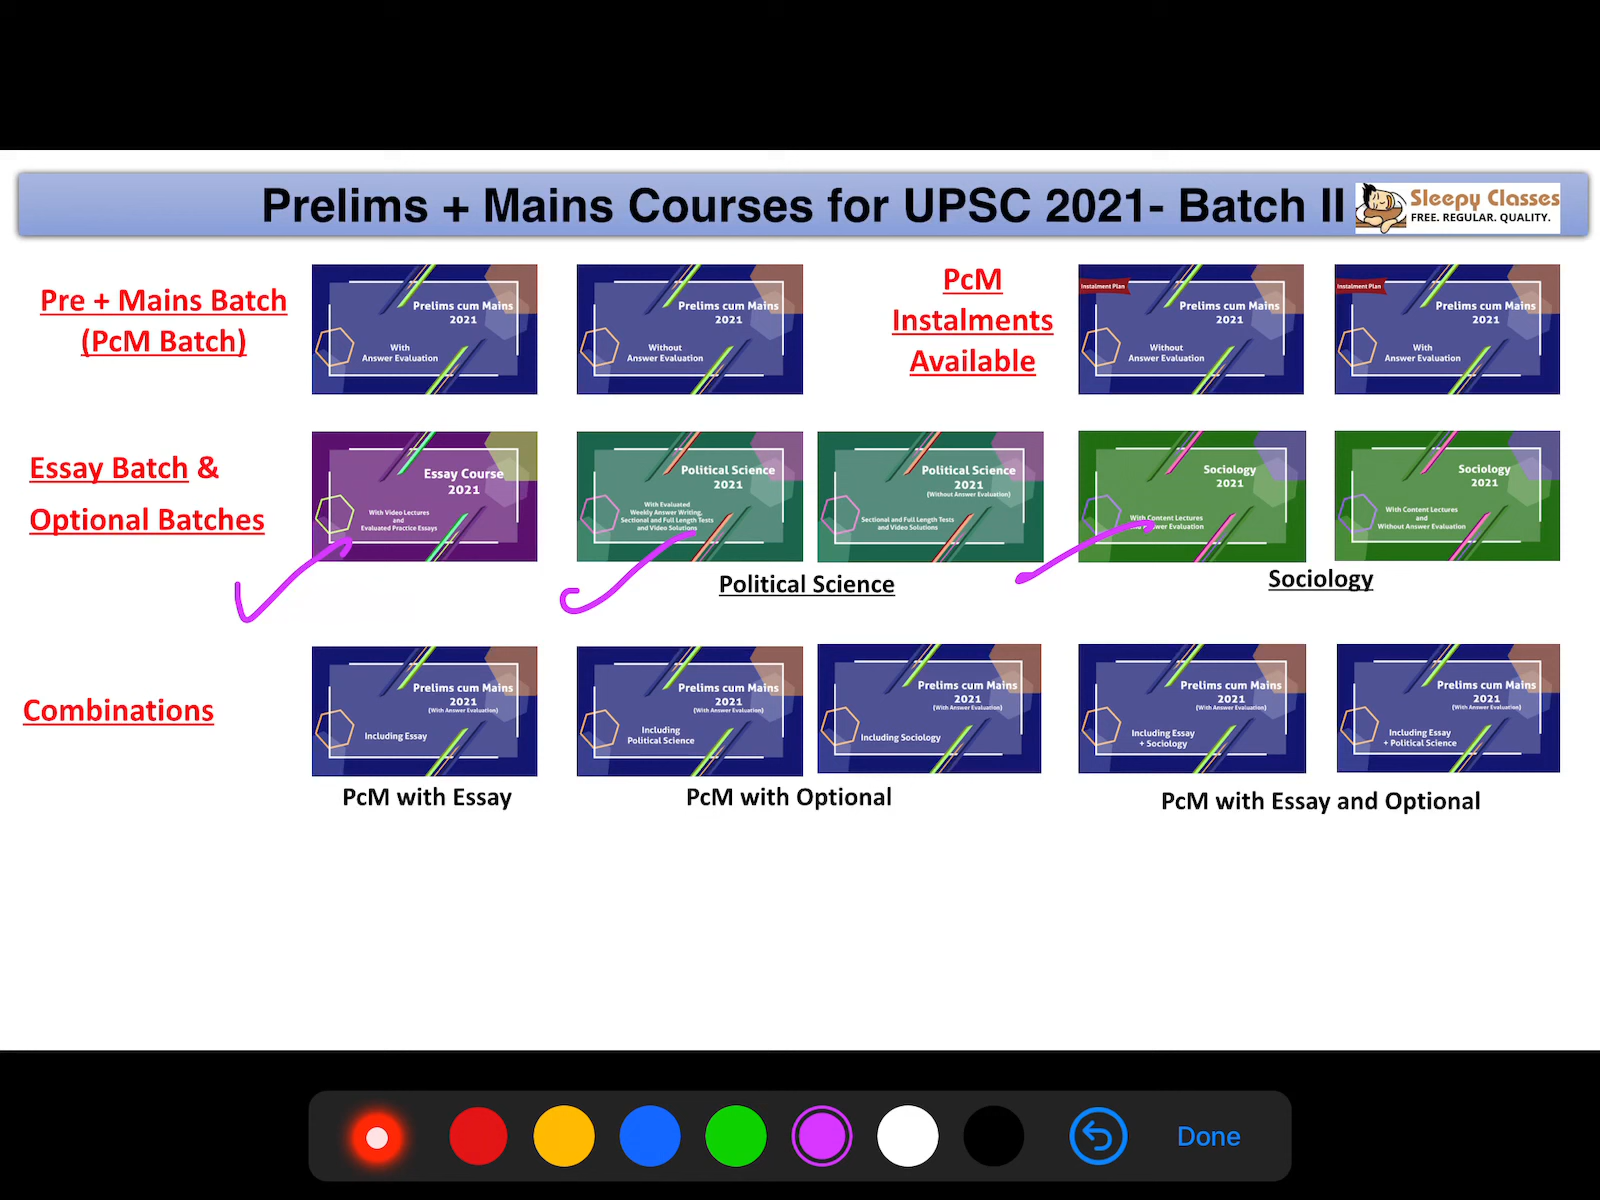 Prelims + Mains Courses for UPSC 2021- Batch II
Sleepy Classes
FREE. REGULAR. QUALITY.
Pre + Mains Batch
(PcM Batch)
Prelims cum Mains
2021
With
Answer Evaluation
Prelims cum Mains
2021
Without
Answer Evaluation
PcM
Instalments
Available
Instalment Plan
Prelims cum Mains
2021
Without
Answer Evaluation
Instalment Plan
Prelims cum Mains
2021
With
Answer Evaluation
Essay Batch &
Optional Batches
Essay Course
2021
With Video Lectures
and
Evaluated Practice Essays
Political Science
2021
With Evaluated
Weekly Answer Writing,
Sectional and Full Length Tests
and Video Solutions
Political Science
2021
(Without Answer Evaluation)
Sectional and Full Length Tests
and Video Solutions
Political Science
Sociology
2021
With Content Lectures
Answer Evaluation
Sociology
2021
With Content Lectures
and
Without Answer Evaluation
Sociology
Combinations
Prelims cum Mains
2021
(With Answer Evaluation)
Including Essay
PcM with Essay
Prelims cum Mains
2021
(With Answer Evaluation)
Including
Political Science
Prelims cum Mains
2021
(With Answer Evaluation)
Including Sociology
PcM with Optional
Prelims cum Mains
2021
(With Answer Evaluation)
Including Essay
+ Sociology
Prelims cum Mains
2021
(With Answer Evaluation)
Including Essay
+ Political Science
PcM with Essay and Optional
Done